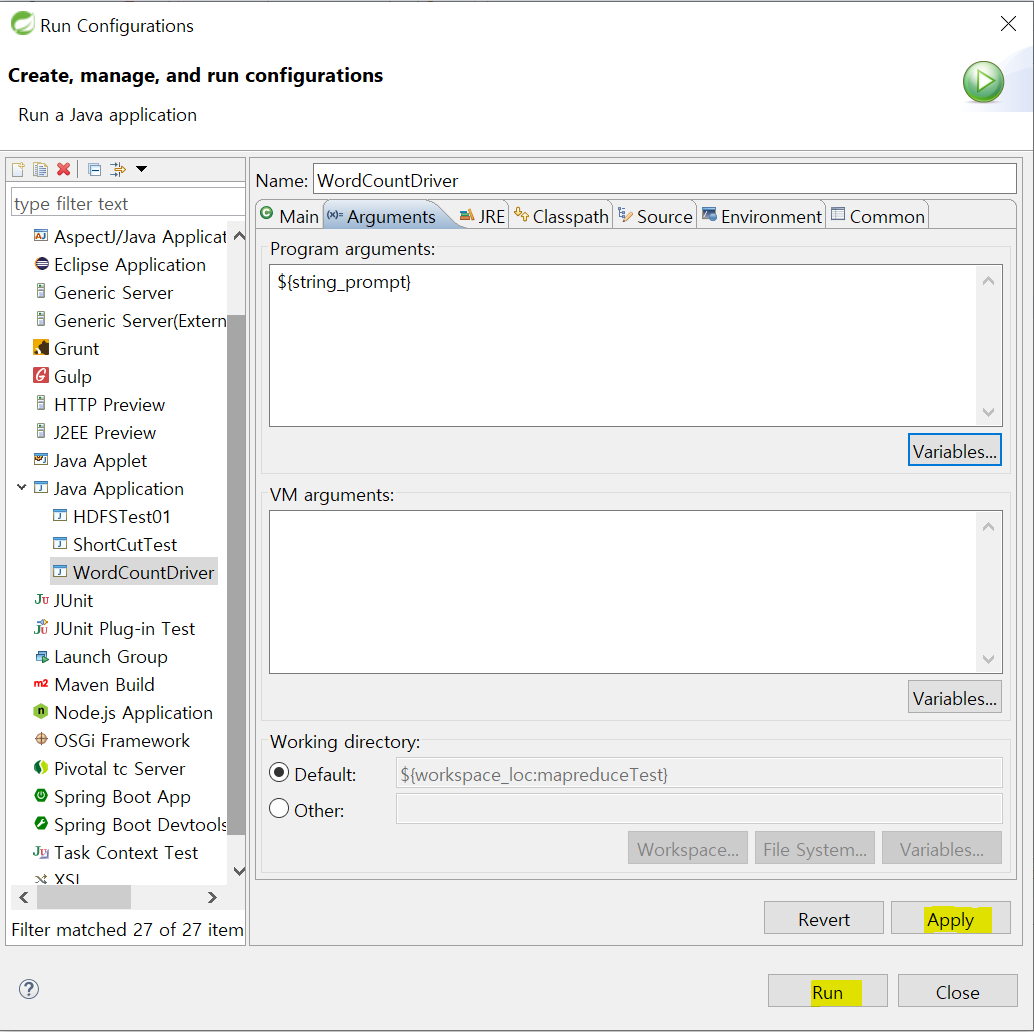 Run Configurations
Create, manage, and run configurations
Run a Java application
type filter text
AspectJ/Java Applicat
Eclipse Application
Generic Server
Generic Server(Extern
Grunt
Gulp
HTTP Preview
J2EE Preview
Java Applet
Java Application
HDFSTest01
ShortCutTest
WordCountDriver
JUnit
JUnit Plug-in Test
Launch Group
Maven Build
Node.js Application
OSGi Framework
Pivotal tc Server
Spring Boot App
Spring Boot Devtools
Task Context Test
XSL
Filter matched 27 of 27 item
Name: WordCountDriver
Main (x)= Arguments JRE Classpath Source Environment Common
Program arguments:
${string_prompt}
Variables...
VM arguments:
Variables...
Working directory:
Default: ${workspace_loc:mapreduceTest}
Other:
Workspace... File System... Variables...
Revert Apply
Run Close